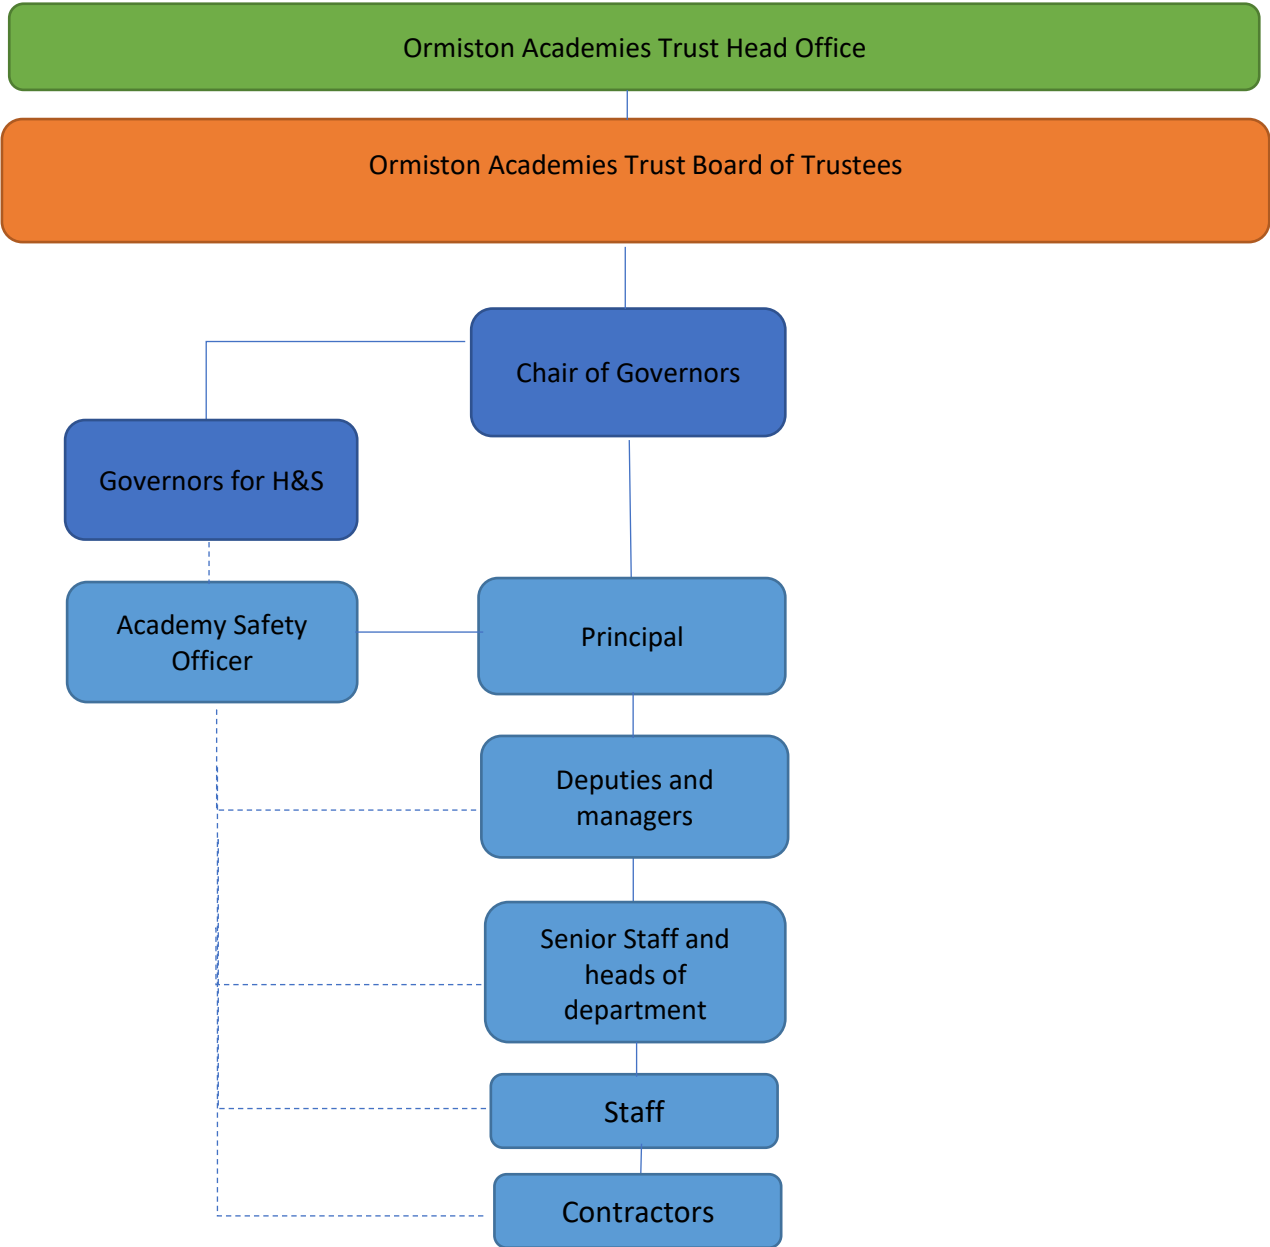 Ormiston Academies Trust Head Office
Ormiston Academies Trust Board of Trustees
Chair of Governors
Governors for H&S
Academy Safety
Officer
Principal
Deputies and
managers
Senior Staff and
heads of
department
Staff
Contractors